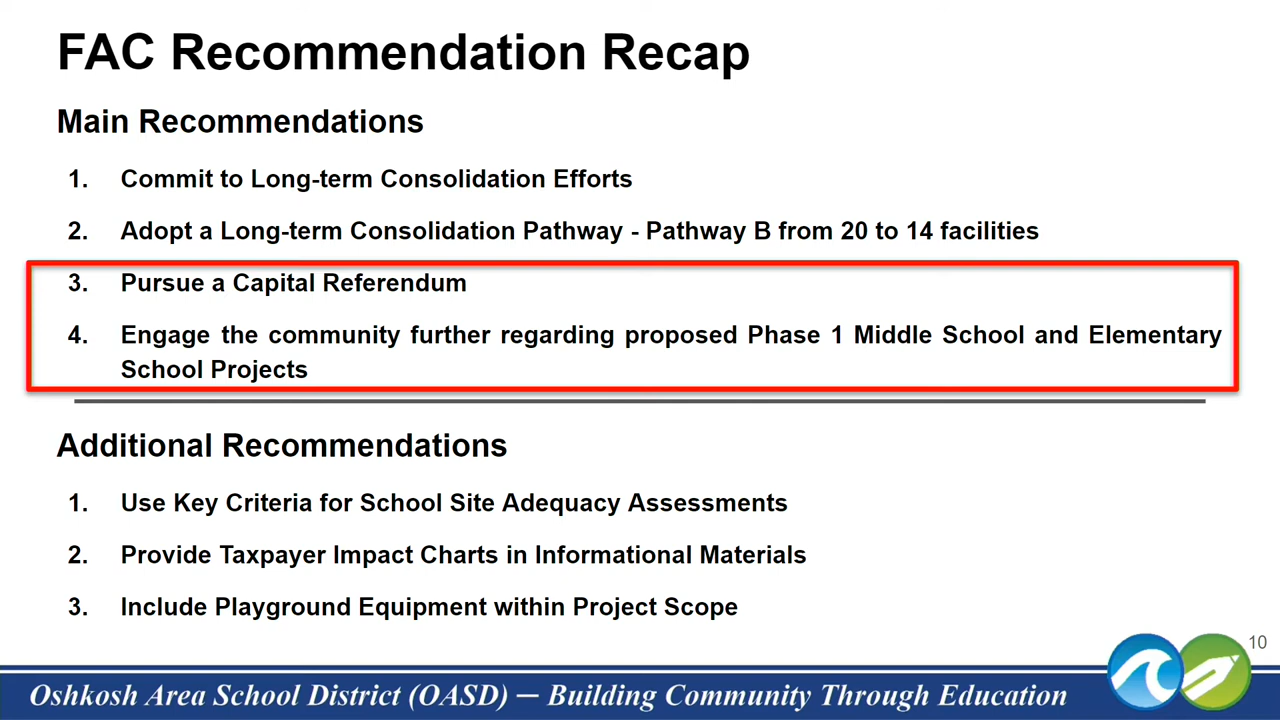 FAC Recommendation Recap
Main Recommendations
1. Commit to Long-term Consolidation Efforts
2. Adopt a Long-term Consolidation Pathway - Pathway B from 20 to 14 facilities
3. Pursue a Capital Referendum
4. Engage the community further regarding proposed Phase 1 Middle School and Elementary
School Projects
Additional Recommendations
1. Use Key Criteria for School Site Adequacy Assessments
2. Provide Taxpayer Impact Charts in Informational Materials
3. Include Playground Equipment within Project Scope
10
Oshkosh Area School District (OASD) — Building Community Through Education